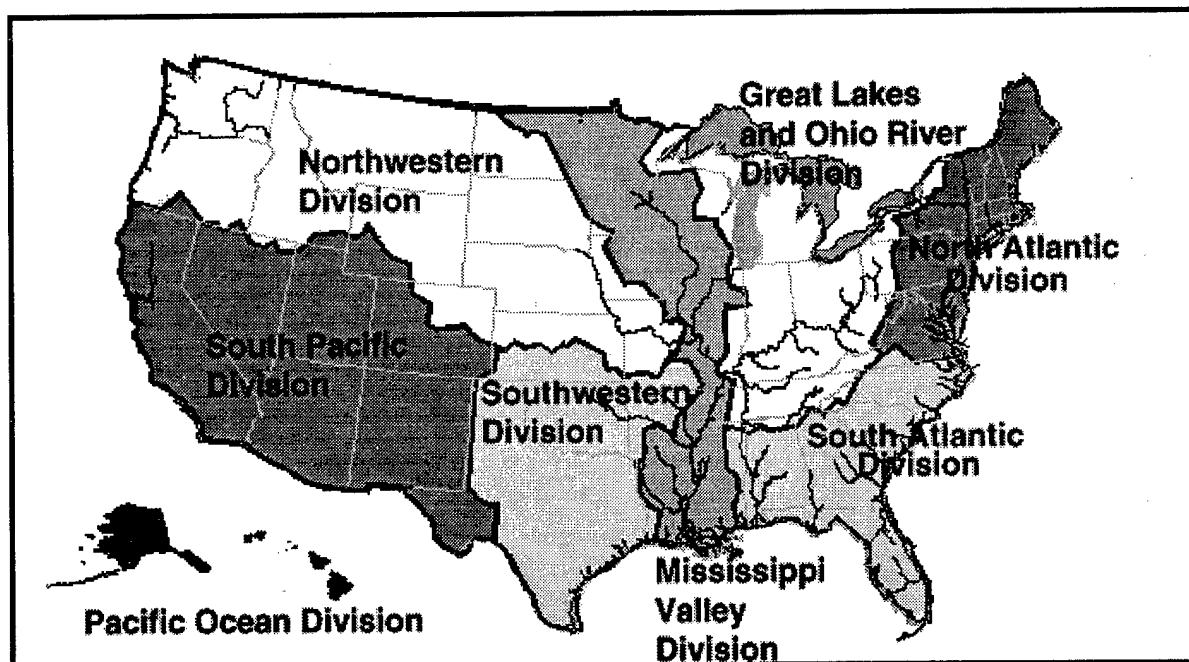 Great Lakes
and Ohio River
Division
Northwestern
Division
North Atlantic
Division
South Pacific
Division
Southwestern
Division
South Atlantic
Division
Mississippi
Valley
Division
Pacific Ocean Division